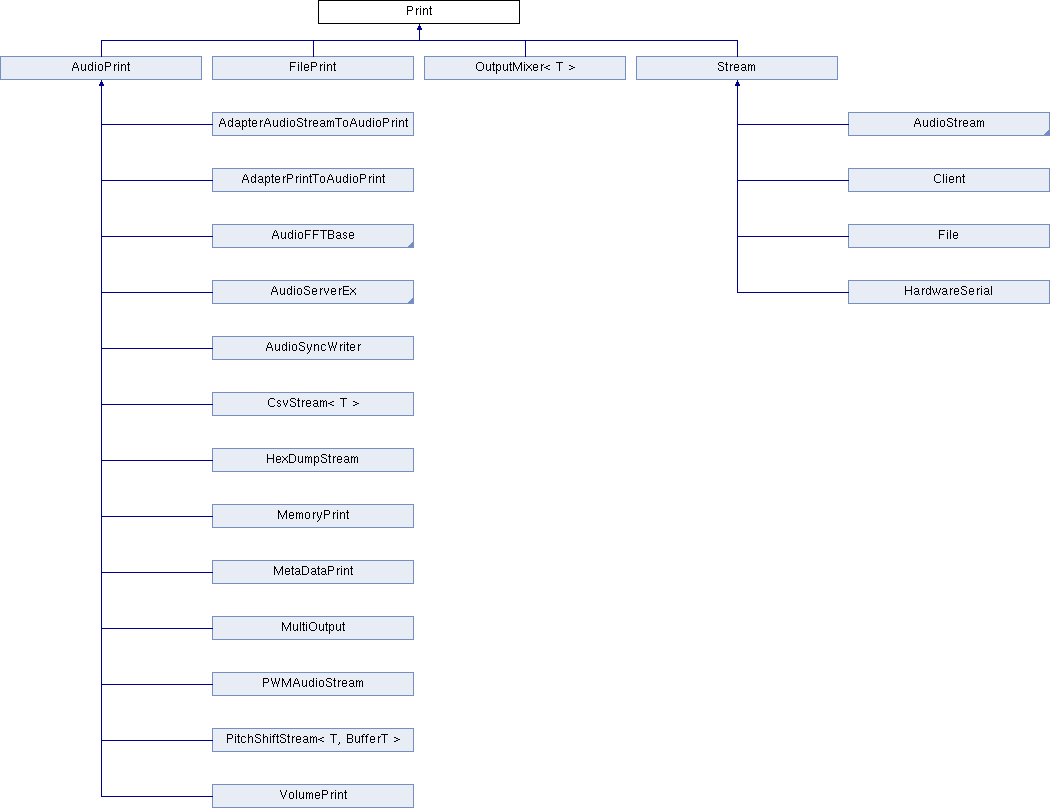 Print
AudioPrint
FilePrint
OutputMixer< T >
Stream
AdapterAudioStreamToAudioPrint
AudioStream
AdapterPrintToAudioPrint
Client
AudioFFTBase
File
AudioServerEx
HardwareSerial
AudioSyncWriter
CsvStream< T >
HexDumpStream
MemoryPrint
MetaDataPrint
MultiOutput
PWMAudioStream
PitchShiftStream< T, BufferT >
VolumePrint